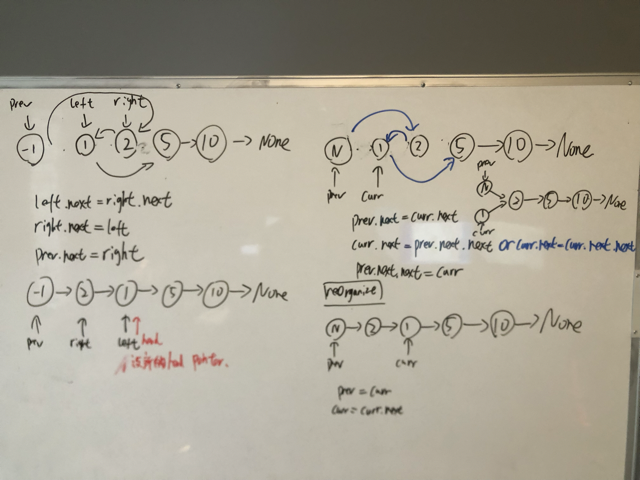 prev left right
-1 1 2 5 10 None
left.next = right.next
right.next = left
prev.next = right
-1 2 1 5 10 None
prev right left head
head pointer.
N 1 2 5 10 None
prev curr
prev
N 1 2 5 10 None
curr
prev.next = curr.next
curr.next = prev.next.next or curr.next = curr.next.next
prev.next.next = curr
reorganize
N 2 1 5 10 None
prev curr
prev = curr
curr = curr.next